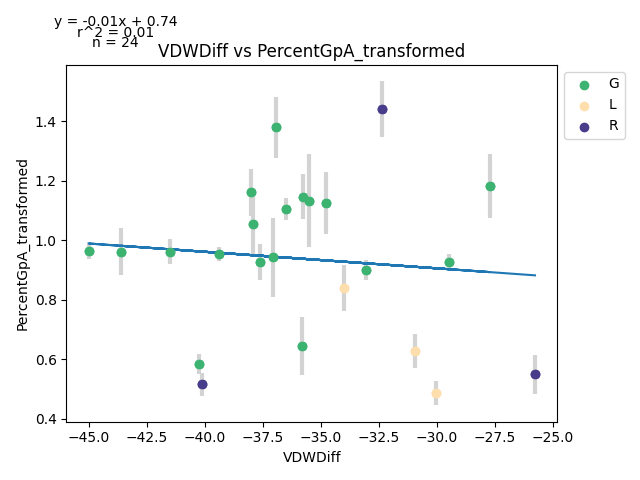 y = -0.01x + 0.74
r^2 = 0.01
n = 24
VDWDiff vs PercentGpA_transformed
G
L
R
PercentGpA_transformed
1.4
1.2
1.0
0.8
0.6
0.4
−45.0 −42.5 −40.0 −37.5 −35.0 −32.5 −30.0 −27.5 −25.0
VDWDiff